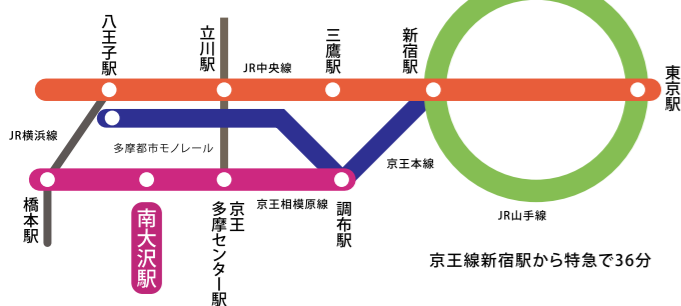 八王子駅
立川駅
三鷹駅
新宿駅
東京駅
JR中央線
JR横浜線
多摩都市モノレール
京王本線
京王相模原線
橋本駅
南大沢駅
京王
多摩センター駅
調布駅
JR山手線
京王線新宿駅から特急で36分